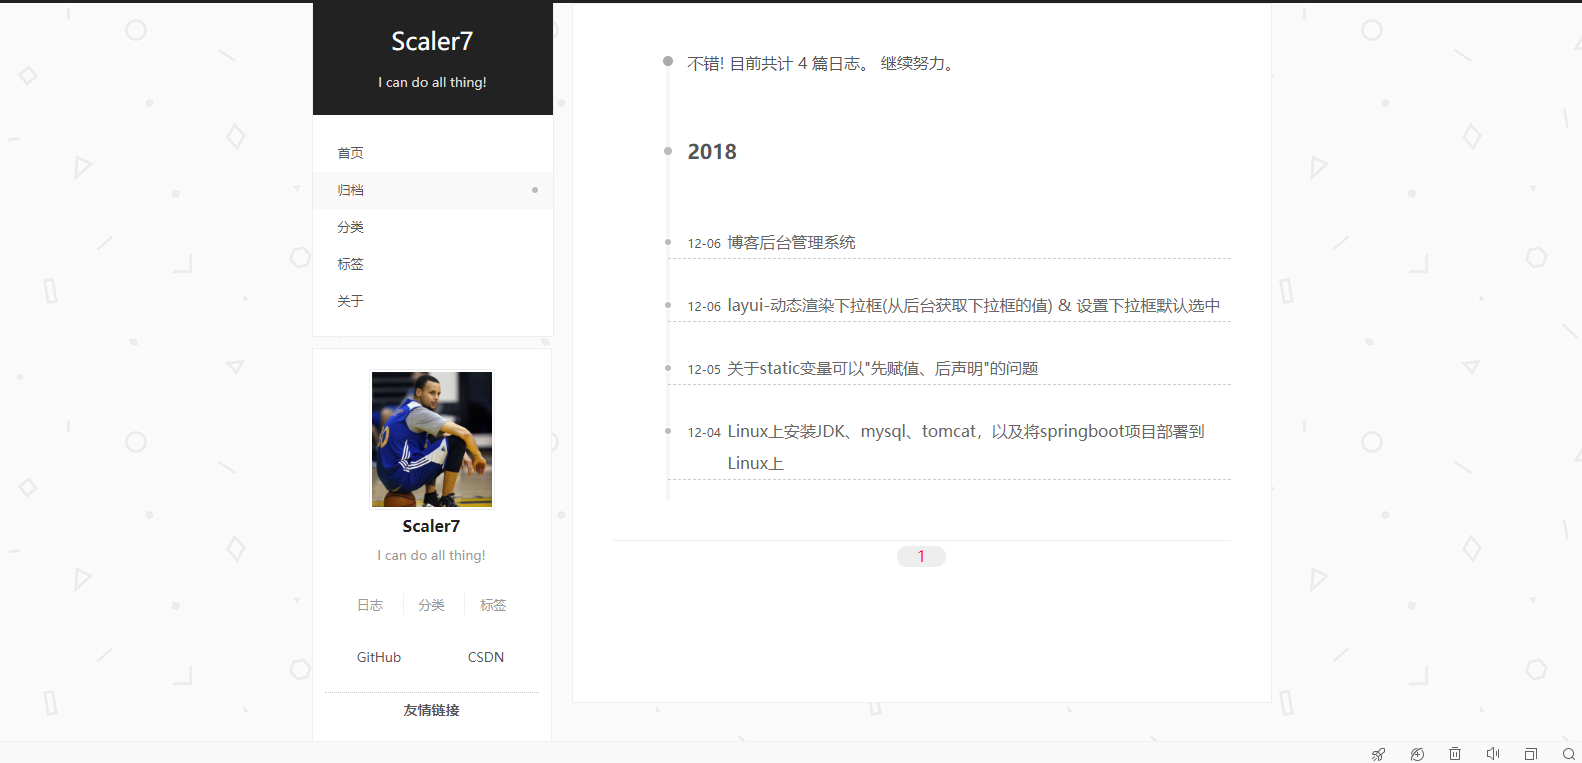 Scaler7
I can do all thing!
首页
归档
分类
标签
关于
Scaler7
I can do all thing!
日志 分类 标签
GitHub CSDN
友情链接
不错! 目前共计 4 篇日志。 继续努力。
2018
12-06 博客后台管理系统
12-06 layui-动态渲染下拉框(从后台获取下拉框的值) & 设置下拉框默认选中
12-05 关于static变量可以"先赋值、后声明"的问题
12-04 Linux上安装JDK、mysql、tomcat，以及将springboot项目部署到
Linux上
1